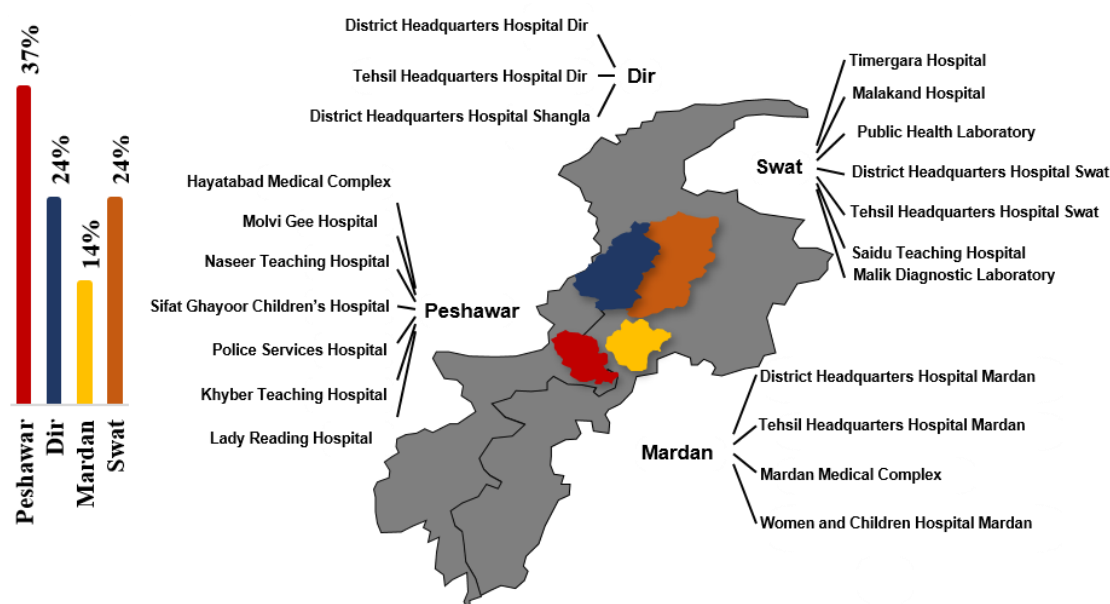 37%
24%
14%
24%
Peshawar
Dir
Mardan
Swat
District Headquarters Hospital Dir
Tehsil Headquarters Hospital Dir
District Headquarters Hospital Shangla
Dir
Timergara Hospital
Malakand Hospital
Public Health Laboratory
District Headquarters Hospital Swat
Tehsil Headquarters Hospital Swat
Saidu Teaching Hospital
Malik Diagnostic Laboratory
Swat
Hayatabad Medical Complex
Molvi Gee Hospital
Naseer Teaching Hospital
Sifat Ghayoor Children's Hospital
Police Services Hospital
Khyber Teaching Hospital
Lady Reading Hospital
Peshawar
Mardan
District Headquarters Hospital Mardan
Tehsil Headquarters Hospital Mardan
Mardan Medical Complex
Women and Children Hospital Mardan